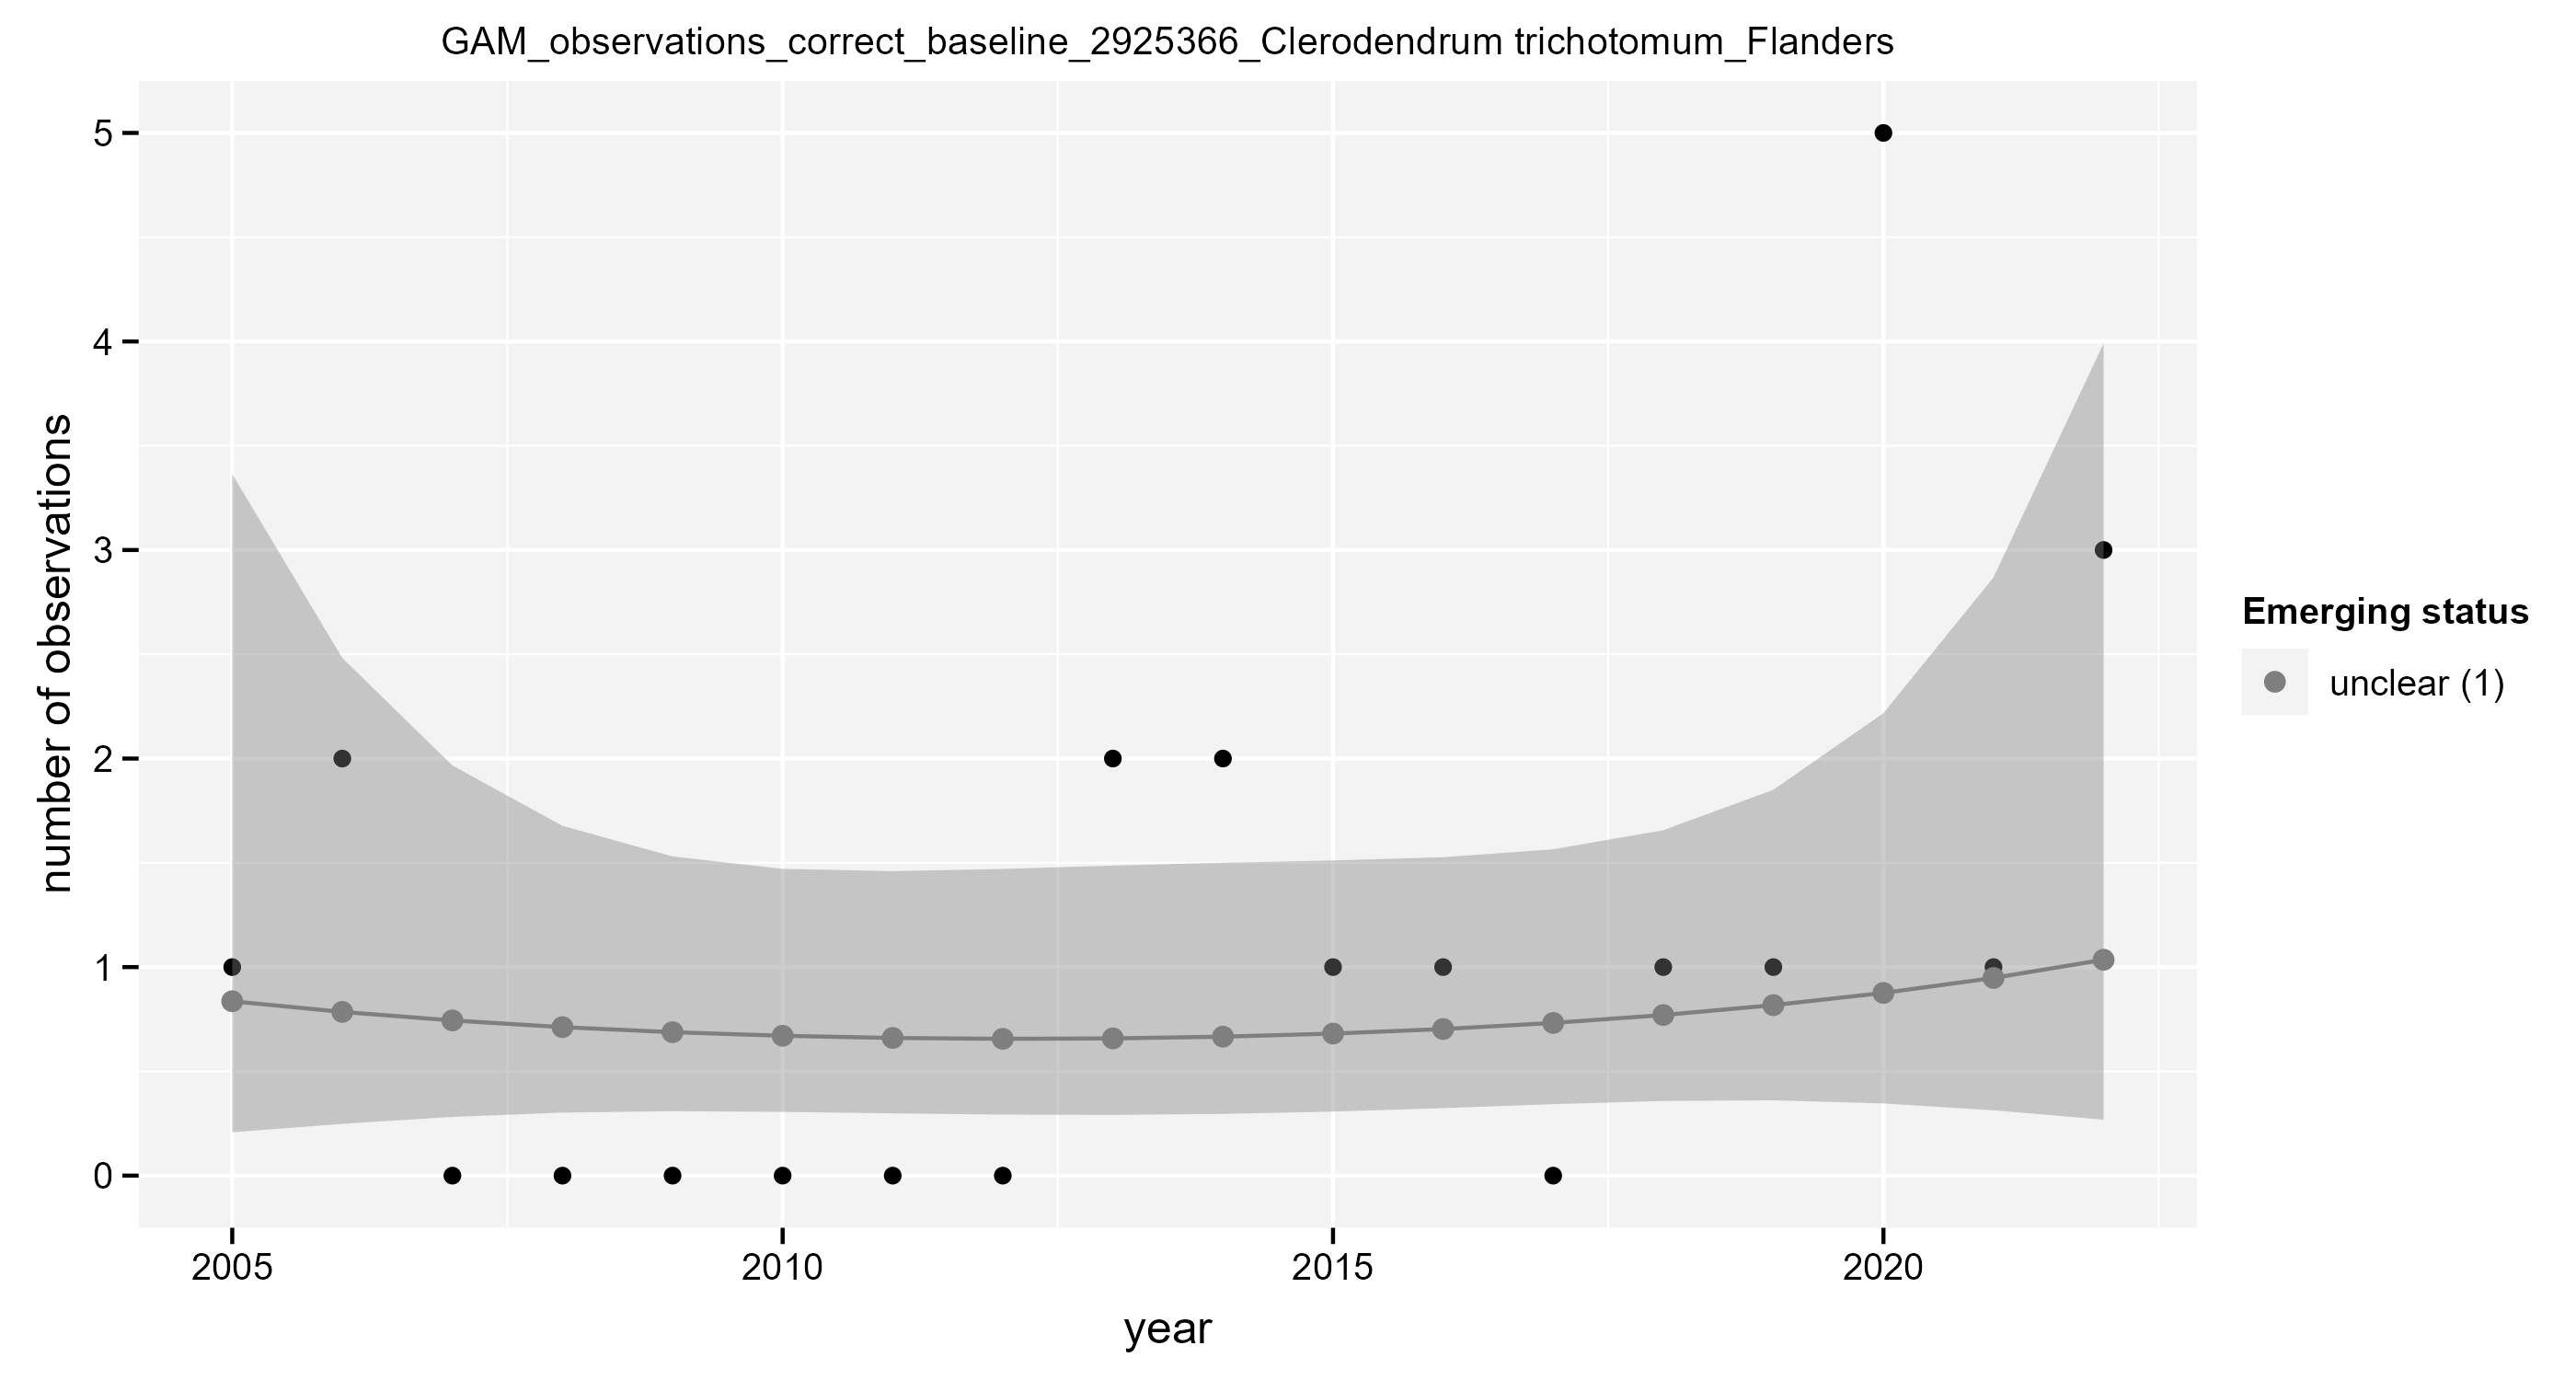 GAM_observations_correct_baseline_2925366_Clerodendrum trichotomum_Flanders
number of observations
5
4
3
2
1
0
2005 2010 2015 2020
year
Emerging status
unclear (1)